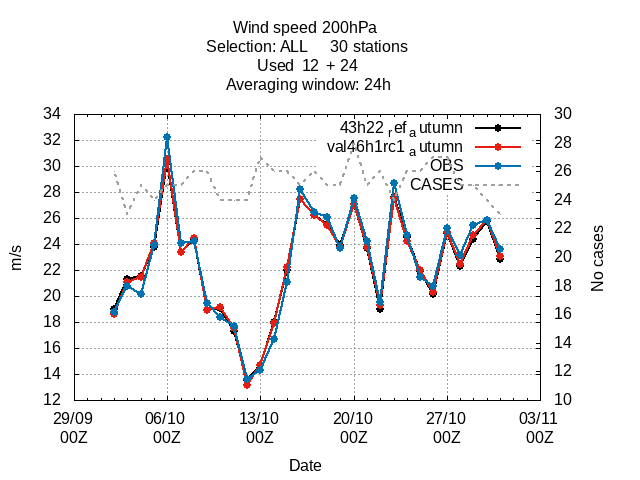 Wind speed 200hPa
Selection: ALL 30 stations
Used 12 + 24
Averaging window: 24h
34 30
32 28
30 26
28 24
26 22
24 20
22 18
20 16
18 14
16 12
14 10
12
43h22 ref a utumn
val46h1rc1 a utumn
OBS
CASES
m/s
No cases
29/09 06/10 13/10 20/10 27/10 03/11
00Z 00Z 00Z 00Z 00Z 00Z
Date